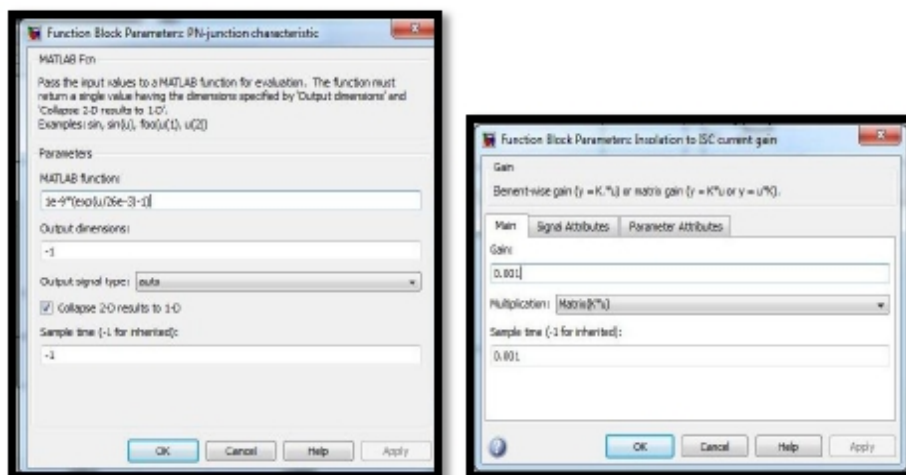 Function Block Parameters: PN-junction characteristic
MATLAB Fcn
Pass the input values to a MATLAB function for evaluation. The function must
return a single value having the dimensions specified by 'Output dimensions' and
'Collapse 2-D results to 1-D'.
Examples: sin, sin(u), foo(u(1), u(2))
Parameters
MATLAB function:
1e-9*(exp(u/26e-3)-1)
Output dimensions:
-1
Output signal type: auto
Collapse 2-D results to 1-D
Sample time (-1 for inherited):
-1
OK Cancel Help Apply
Function Block Parameters: Insolation to ISC current gain
Gain
Element-wise gain (y = K.*u) or matrix gain (y = K*u or y = u*K).
Main Signal Attributes Parameter Attributes
Gain:
0.001
Multiplication: Matrix(K*u)
Sample time (-1 for inherited):
0.001
OK Cancel Help Apply